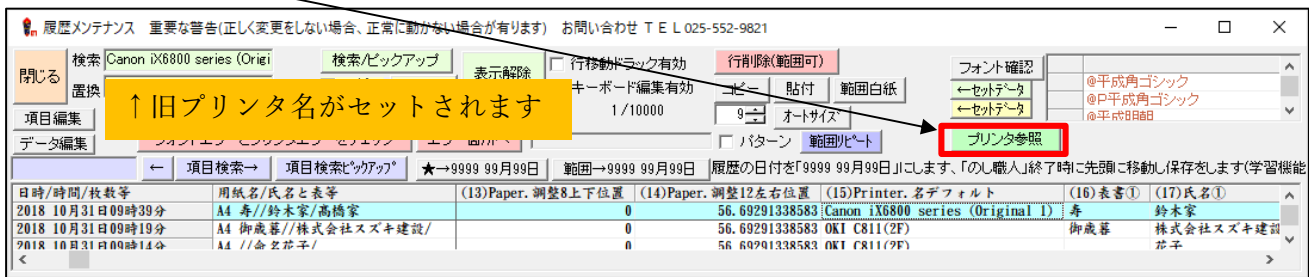 履歴メンテナンス　重要な警告(正しく変更をしない場合、正常に動かない場合が有ります)　お問い合わせ ＴＥＬ025-552-9821
閉じる
検索 Canon iX6800 series (Origi
検索/ピックアップ
表示解除
行移動ドラック有効
行削除(範囲可)
フォント確認
@平成角ゴシック
置換
キーボード編集有効
コピー 貼付 範囲白紙
←セットデータ
@P平成角ゴシック
↑旧プリンタ名がセットされます
項目編集
1/10000
9 オートサイズ
←セットデータ
@平成明朝
データ編集
パターン 範囲リピート
プリンタ参照
← 項目検索→ 項目検索ピックアップ ★→9999 99月99日 範囲→9999 99月99日 履歴の日付を「9999 99月99日」にします、「のし職人」終了時に先頭に移動し保存をします(学習機能
日時/時間/枚数等 用紙名/氏名と表等 (13)Paper.調整8上下位置 (14)Paper.調整12左右位置 (15)Printer.名デフォルト (16)表書① (17)氏名①
2018 10月31日09時39分 A4 寿//鈴木家/高橋家 0 56.69291338583 Canon iX6800 series (Original 1) 寿 鈴木家
2018 10月31日09時19分 A4 御歳暮//株式会社スズキ建設/ 0 56.69291338583 OKI C811(2F) 御歳暮 株式会社スズキ建設
2018 10月31日09時14分 A4 //命名花子/ 0 56.69291338583 OKI C811(2F) 花子